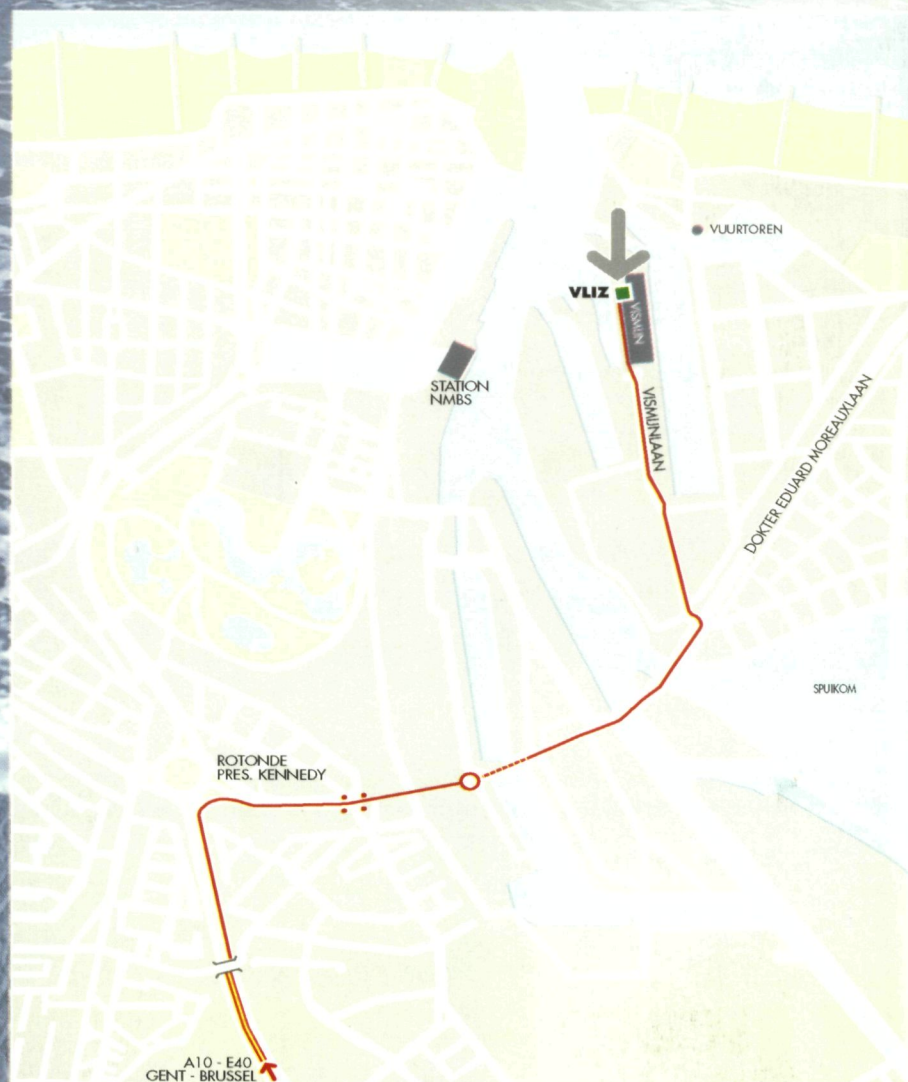 VUURTOREN
VLIZ
VISMIJN
STATION
NMBS
VISMIJNLAAN
DOKTER EDUARD MOREAUXLAAN
SPUIKOM
ROTONDE
PRES. KENNEDY
A10 - E40
GENT - BRUSSEL